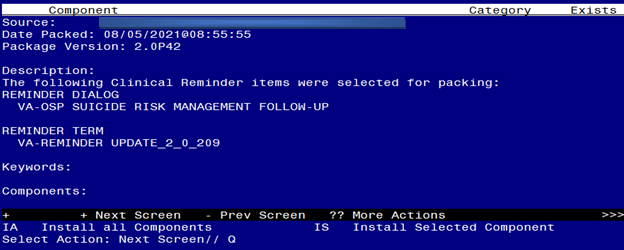 Component Category Exists
Source:
Date Packed: 08/05/2021@08:55:55
Package Version: 2.0P42
Description:
The following Clinical Reminder items were selected for packing:
REMINDER DIALOG
VA-OSP SUICIDE RISK MANAGEMENT FOLLOW-UP
REMINDER TERM
VA-REMINDER UPDATE_2_0_209
Keywords:
Components:
+ + Next Screen - Prev Screen ?? More Actions >>>
IA Install all Components IS Install Selected Component
Select Action: Next Screen// Q